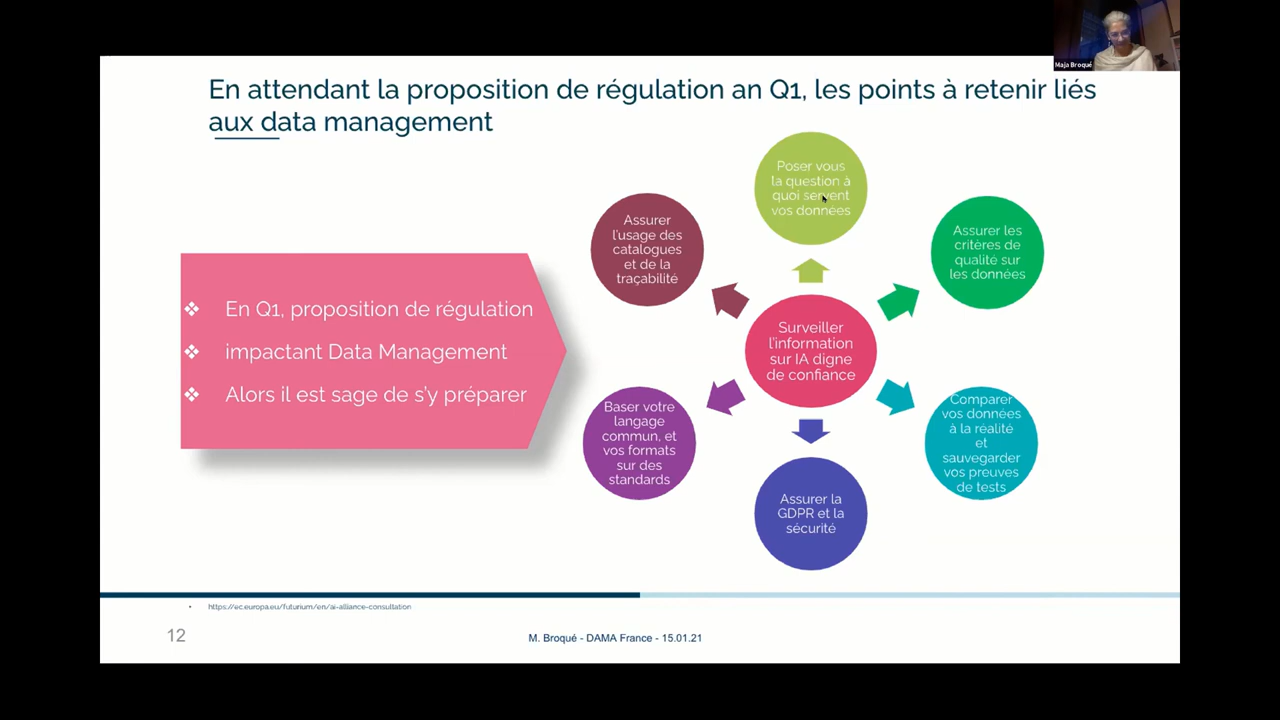 Maja Broqué
En attendant la proposition de régulation an Q1, les points à retenir liés
aux data management
❖ En Q1, proposition de régulation
❖ impactant Data Management
❖ Alors il est sage de s'y préparer
Poser vous
la question à
quoi servent
vos données
Assurer les
critères de
qualité sur
les données
Comparer
vos données
à la réalité
et
sauvegarder
vos preuves
de tests
Assurer la
GDPR et la
sécurité
Baser votre
langage
commun, et
vos formats
sur des
standards
Assurer
l'usage des
catalogues
et de la
traçabilité
Surveiller
l'information
sur IA digne
de confiance
• https://ec.europa.eu/futurium/en/ai-alliance-consultation
12
M. Broqué - DAMA France - 15.01.21